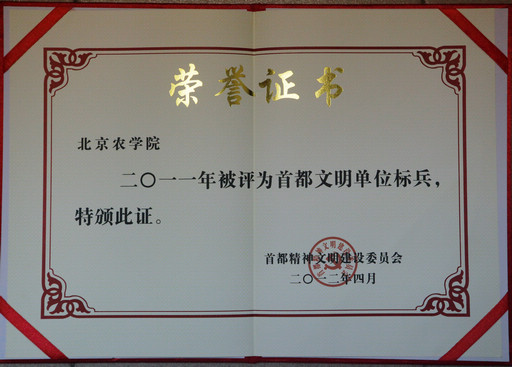 荣誉证书
北京农学院
二〇一一年被评为首都文明单位标兵，
特颁此证。
首都精神文明建设委员会
二〇一二年四月